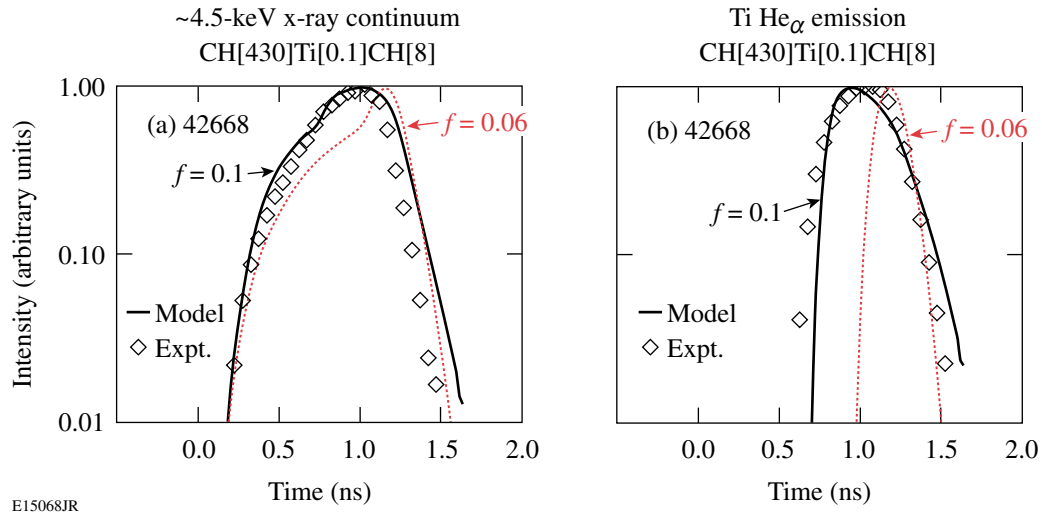 ~4.5-keV x-ray continuum
CH[430]Ti[0.1]CH[8]
Ti Heα emission
CH[430]Ti[0.1]CH[8]
Intensity (arbitrary units)
1.00
0.10
0.01
(a) 42668
f = 0.06
f = 0.1
Model
Expt.
0.0 0.5 1.0 1.5 2.0
Time (ns)
(b) 42668
f = 0.06
f = 0.1
Model
Expt.
0.0 0.5 1.0 1.5 2.0
Time (ns)
E15068JR